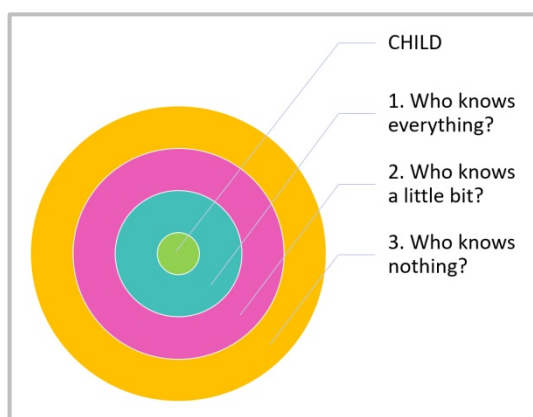 CHILD
1. Who knows
everything?
2. Who knows
a little bit?
3. Who knows
nothing?